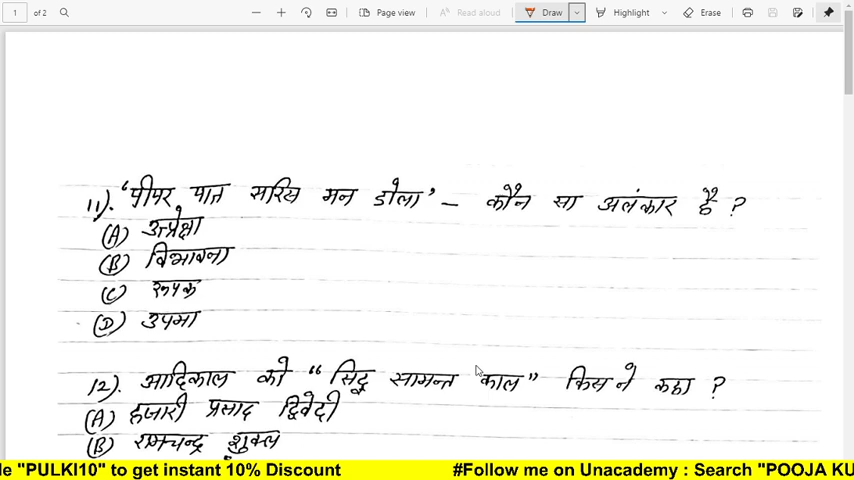 1 of 2 Page view Read aloud Draw Highlight Erase
11). 'पीपर पात सरिस मन डोला' – कौन सा अलंकार है ?
(A) उत्प्रेक्षा
(B) विभावना
(C) रूपक
(D) उपमा
12). आदिकाल को "सिद्ध सामन्त काल" किसने कहा ?
(A) हजारी प्रसाद द्विवेदी
(B) रामचन्द्र शुक्ल
le "PULKI10" to get instant 10% Discount #Follow me on Unacademy : Search "POOJA KU